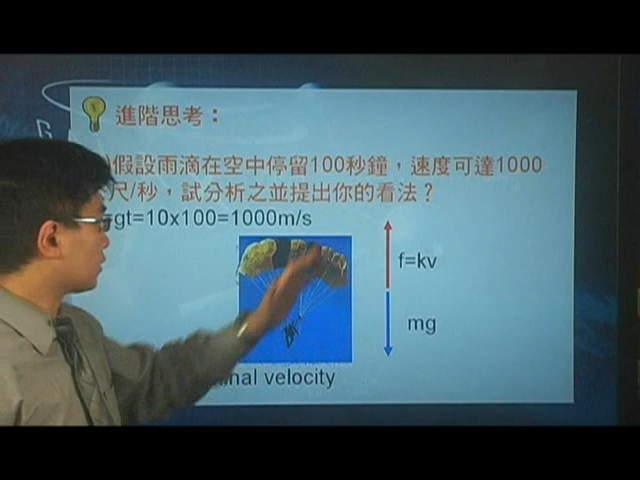 進階思考：
)假設雨滴在空中停留100秒鐘，速度可達1000
尺/秒，試分析之並提出你的看法？
=gt=10x100=1000m/s
f=kv
mg
inal velocity